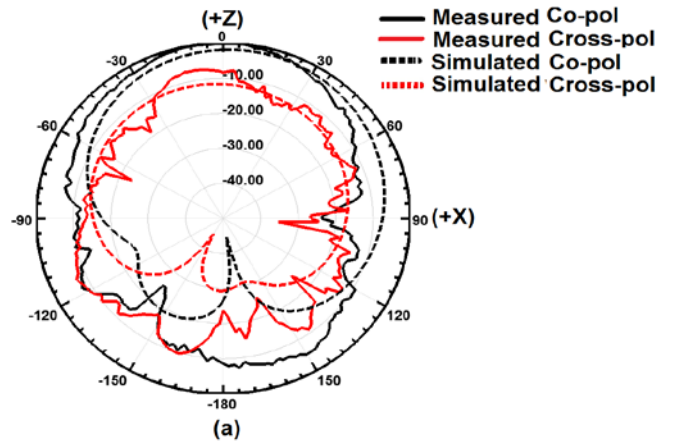 (+Z)
Measured Co-pol
Measured Cross-pol
Simulated Co-pol
Simulated Cross-pol
0
-30
30
-10.00
-20.00
-60
60
-30.00
-40.00
-90
90 (+X)
-120
120
-150
150
-180
(a)